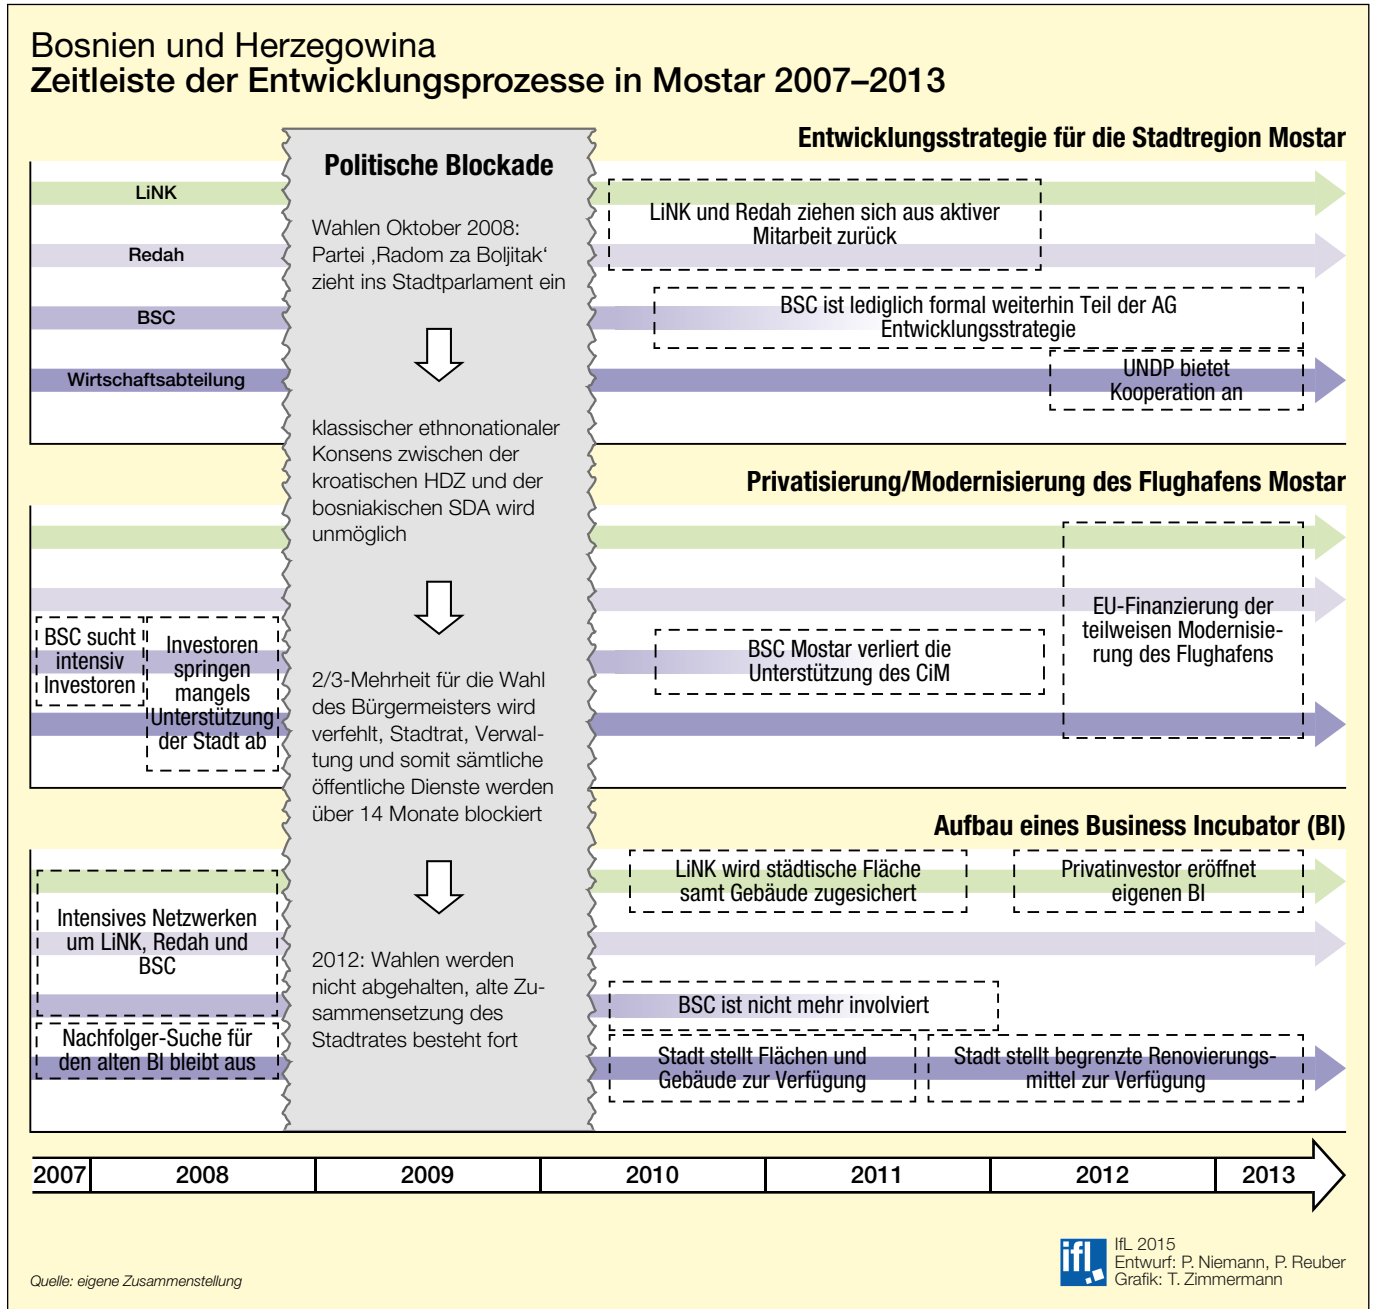 Bosnien und Herzegowina
Zeitleiste der Entwicklungsprozesse in Mostar 2007–2013
Entwicklungsstrategie für die Stadtregion Mostar
LiNK
Redah
BSC
Wirtschaftsabteilung
Politische Blockade
Wahlen Oktober 2008:
Partei ‚Radom za Boljitak‘
zieht ins Stadtparlament ein
klassischer ethnonationaler
Konsens zwischen der
kroatischen HDZ und der
bosniakischen SDA wird
unmöglich
2/3-Mehrheit für die Wahl
des Bürgermeisters wird
verfehlt, Stadtrat, Verwal-
tung und somit sämtliche
öffentliche Dienste werden
über 14 Monate blockiert
2012: Wahlen werden
nicht abgehalten, alte Zu-
sammensetzung des
Stadtrates besteht fort
LiNK und Redah ziehen sich aus aktiver
Mitarbeit zurück
BSC ist lediglich formal weiterhin Teil der AG
Entwicklungsstrategie
UNDP bietet
Kooperation an
Privatisierung/Modernisierung des Flughafens Mostar
BSC sucht
intensiv
Investoren
Investoren
springen
mangels
Unterstützung
der Stadt ab
BSC Mostar verliert die
Unterstützung des CiM
EU-Finanzierung der
teilweisen Modernisie-
rung des Flughafens
Aufbau eines Business Incubator (BI)
Intensives Netzwerken
um LiNK, Redah und
BSC
Nachfolger-Suche für
den alten BI bleibt aus
LiNK wird städtische Fläche
samt Gebäude zugesichert
Privatinvestor eröffnet
eigenen BI
BSC ist nicht mehr involviert
Stadt stellt Flächen und
Gebäude zur Verfügung
Stadt stellt begrenzte Renovierungs-
mittel zur Verfügung
2007 2008 2009 2010 2011 2012 2013
Quelle: eigene Zusammenstellung
ifl
IfL 2015
Entwurf: P. Niemann, P. Reuber
Grafik: T. Zimmermann